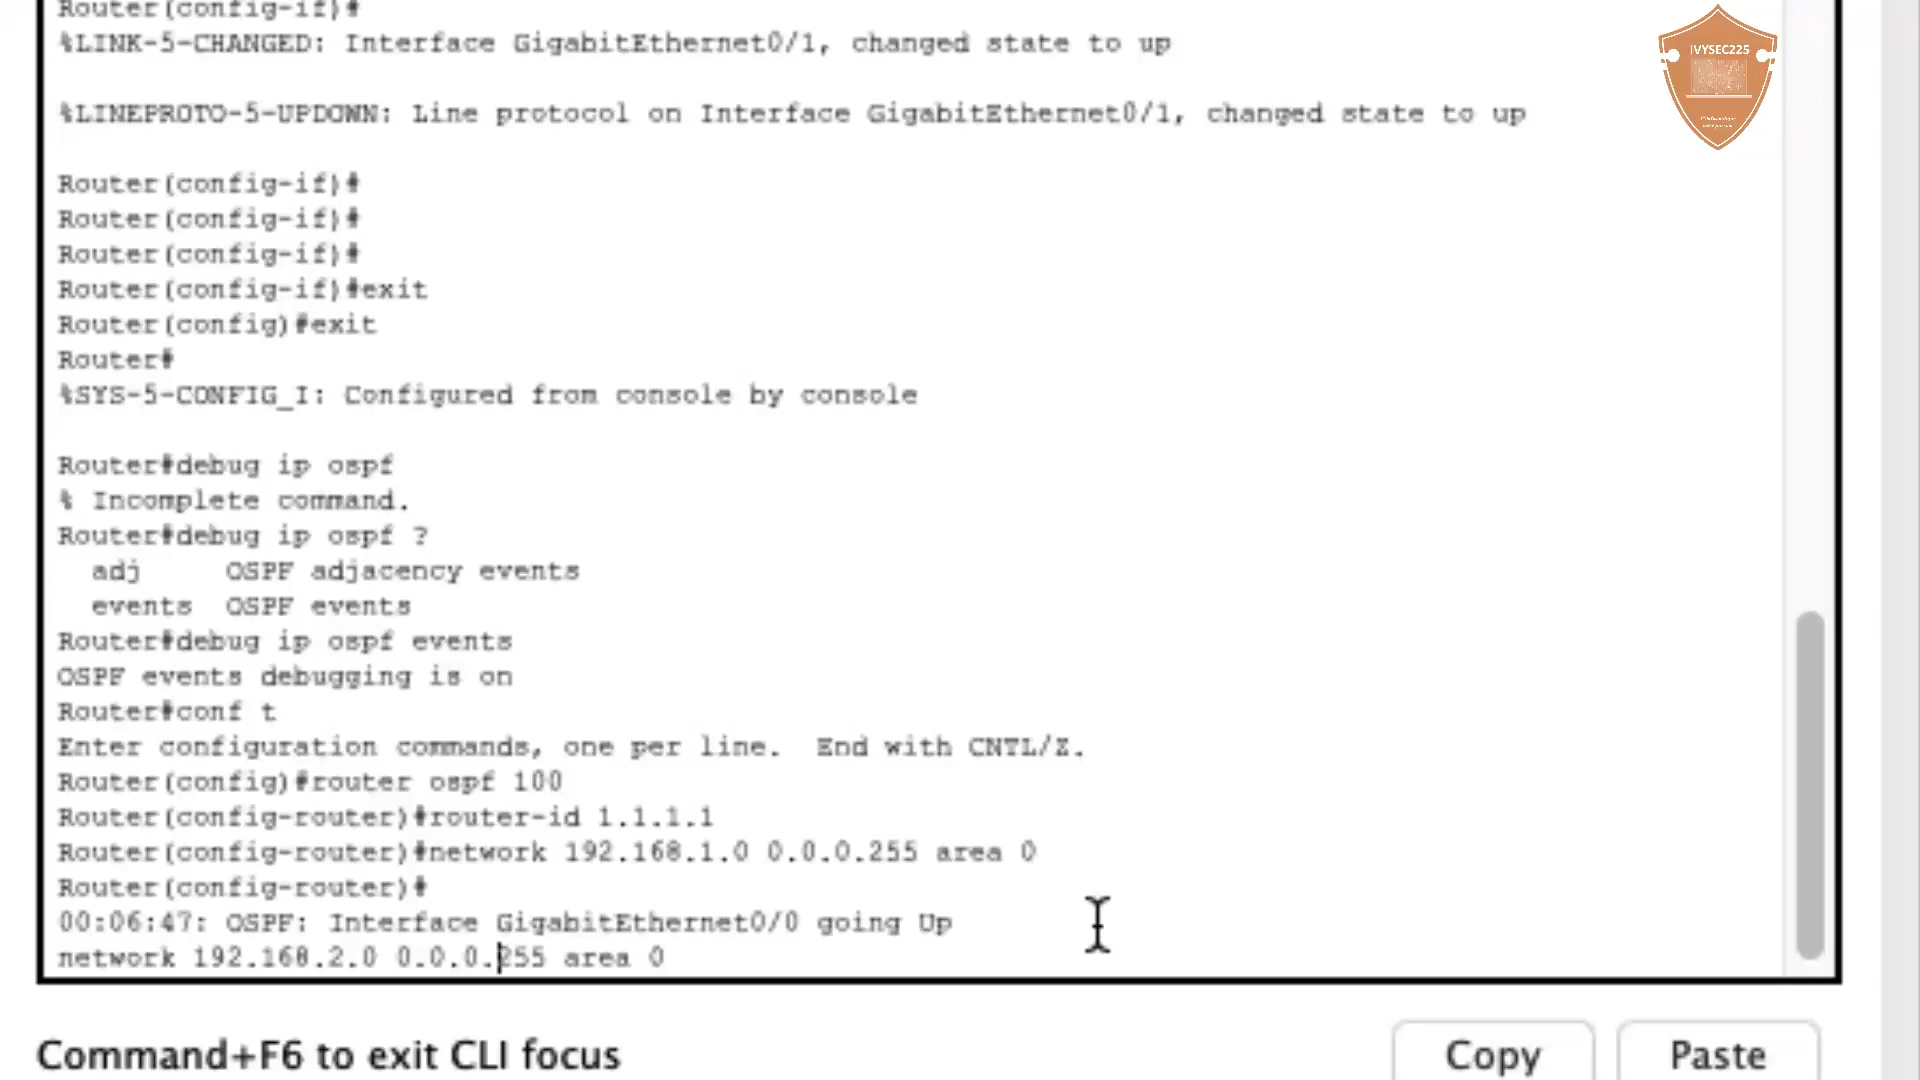 Router(config-if)#
%LINK-5-CHANGED: Interface GigabitEthernet0/1, changed state to up
%LINEPROTO-5-UPDOWN: Line protocol on Interface GigabitEthernet0/1, changed state to up
Router(config-if)#
Router(config-if)#
Router(config-if)#
Router(config-if)#exit
Router(config)#exit
Router#
%SYS-5-CONFIG_I: Configured from console by console
Router#debug ip ospf
% Incomplete command.
Router#debug ip ospf ?
adj OSPF adjacency events
events OSPF events
Router#debug ip ospf events
OSPF events debugging is on
Router#conf t
Enter configuration commands, one per line. End with CNTL/Z.
Router(config)#router ospf 100
Router(config-router)#router-id 1.1.1.1
Router(config-router)#network 192.168.1.0 0.0.0.255 area 0
Router(config-router)#
00:06:47: OSPF: Interface GigabitEthernet0/0 going Up
network 192.168.2.0 0.0.0.255 area 0
Command+F6 to exit CLI focus
Copy
Paste
IVYSEC225